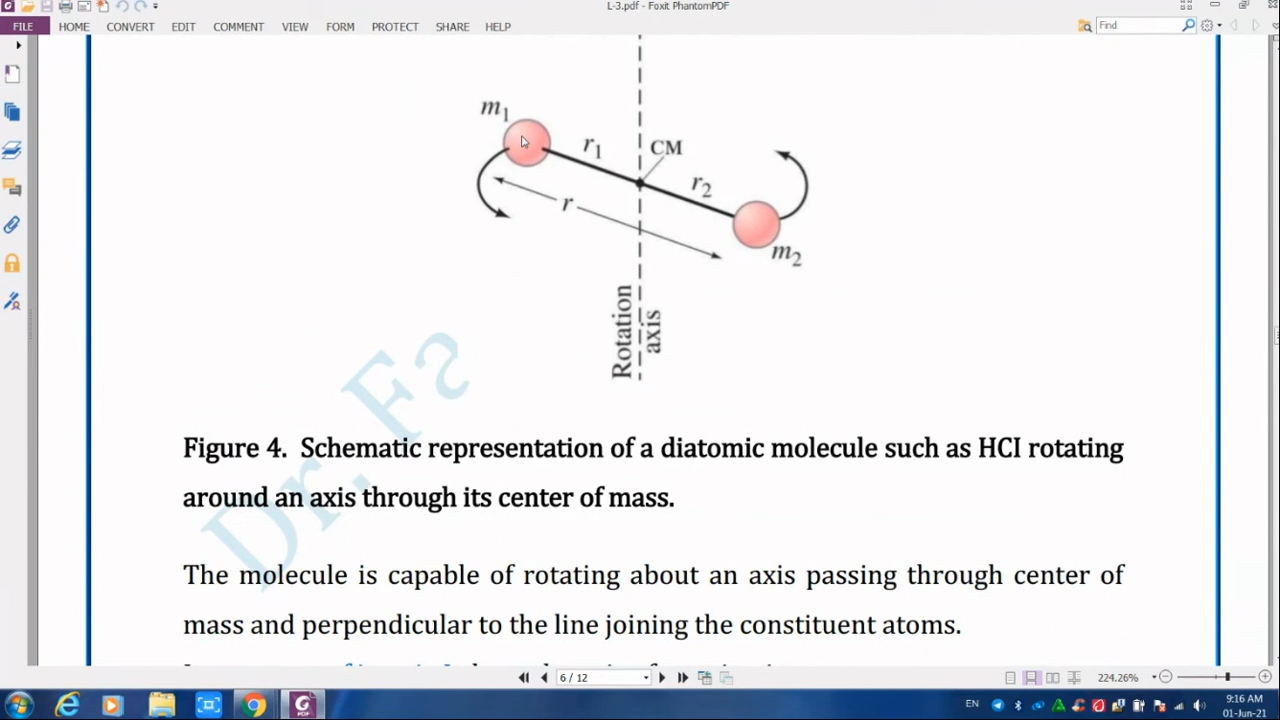 L-3.pdf - Foxit PhantomPDF
FILE HOME CONVERT EDIT COMMENT VIEW FORM PROTECT SHARE HELP
Find
m1
r1
CM
r2
r
m2
Rotation
axis
Dr. Fa
Figure 4. Schematic representation of a diatomic molecule such as HCI rotating
around an axis through its center of mass.
The molecule is capable of rotating about an axis passing through center of
mass and perpendicular to the line joining the constituent atoms.
6 / 12
224.26%
EN
9:16 AM
01-Jun-21